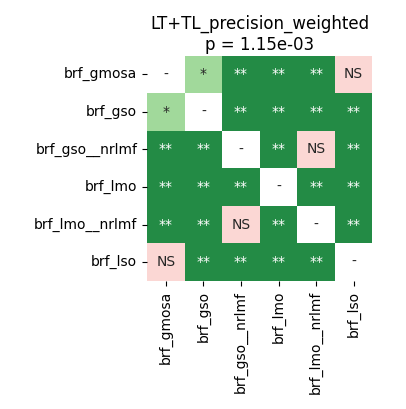 LT+TL_precision_weighted
p = 1.15e-03
brf_gmosa - * ** ** ** NS
brf_gso * - ** ** ** **
brf_gso__nrlmf ** ** - ** NS **
brf_lmo ** ** ** - ** **
brf_lmo__nrlmf ** ** NS ** - **
brf_lso NS ** ** ** ** -
brf_gmosa
brf_gso
brf_gso__nrlmf
brf_lmo
brf_lmo__nrlmf
brf_lso